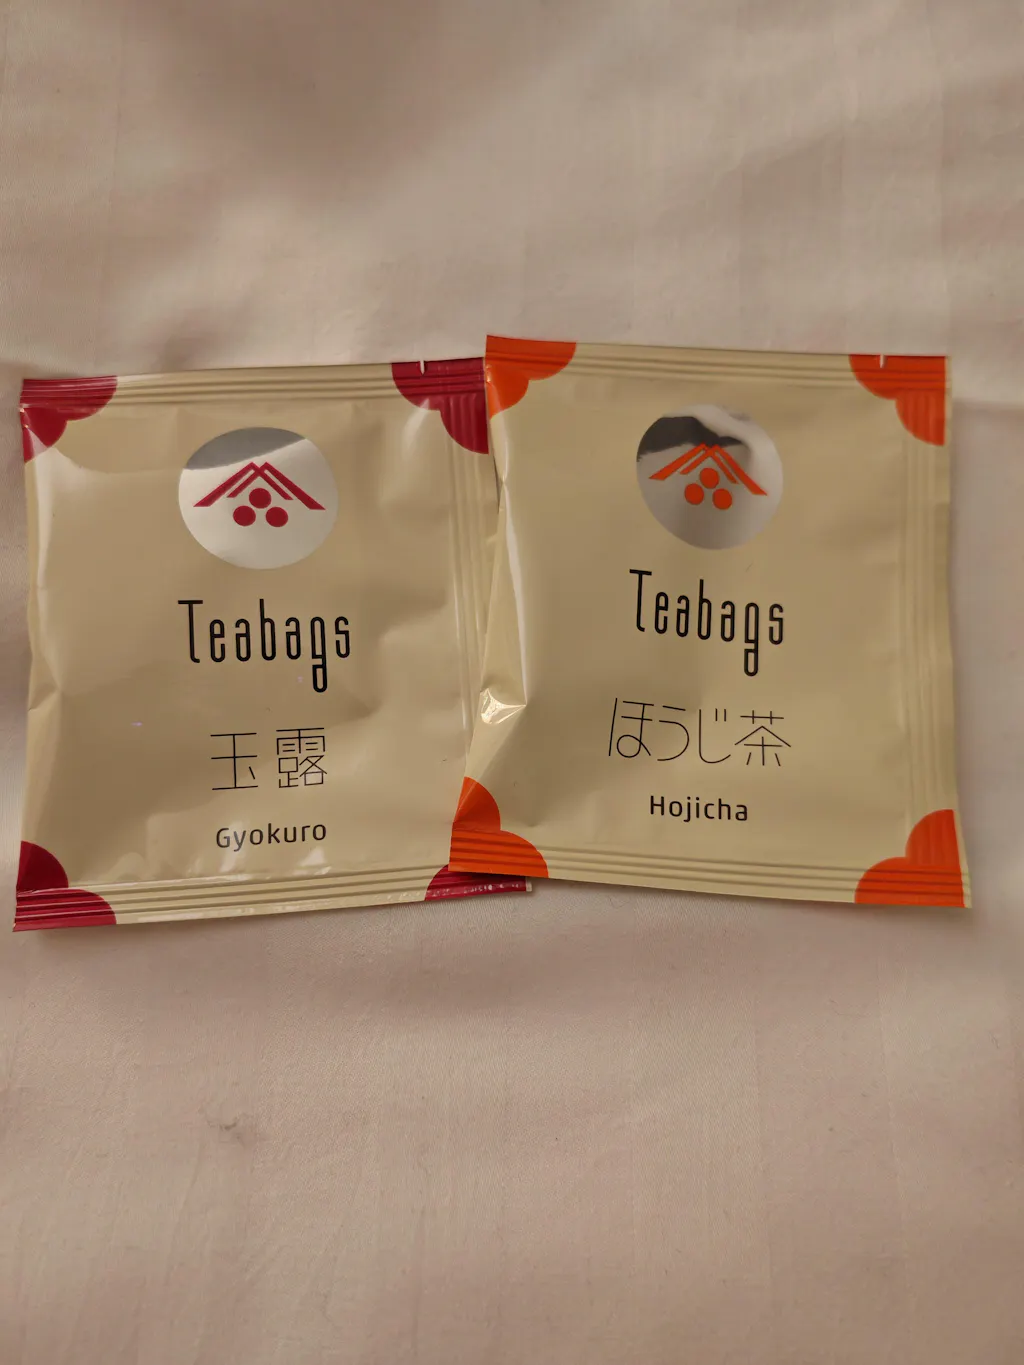 Teabags
玉露
Gyokuro
Teabags
ほうじ茶
Hojicha